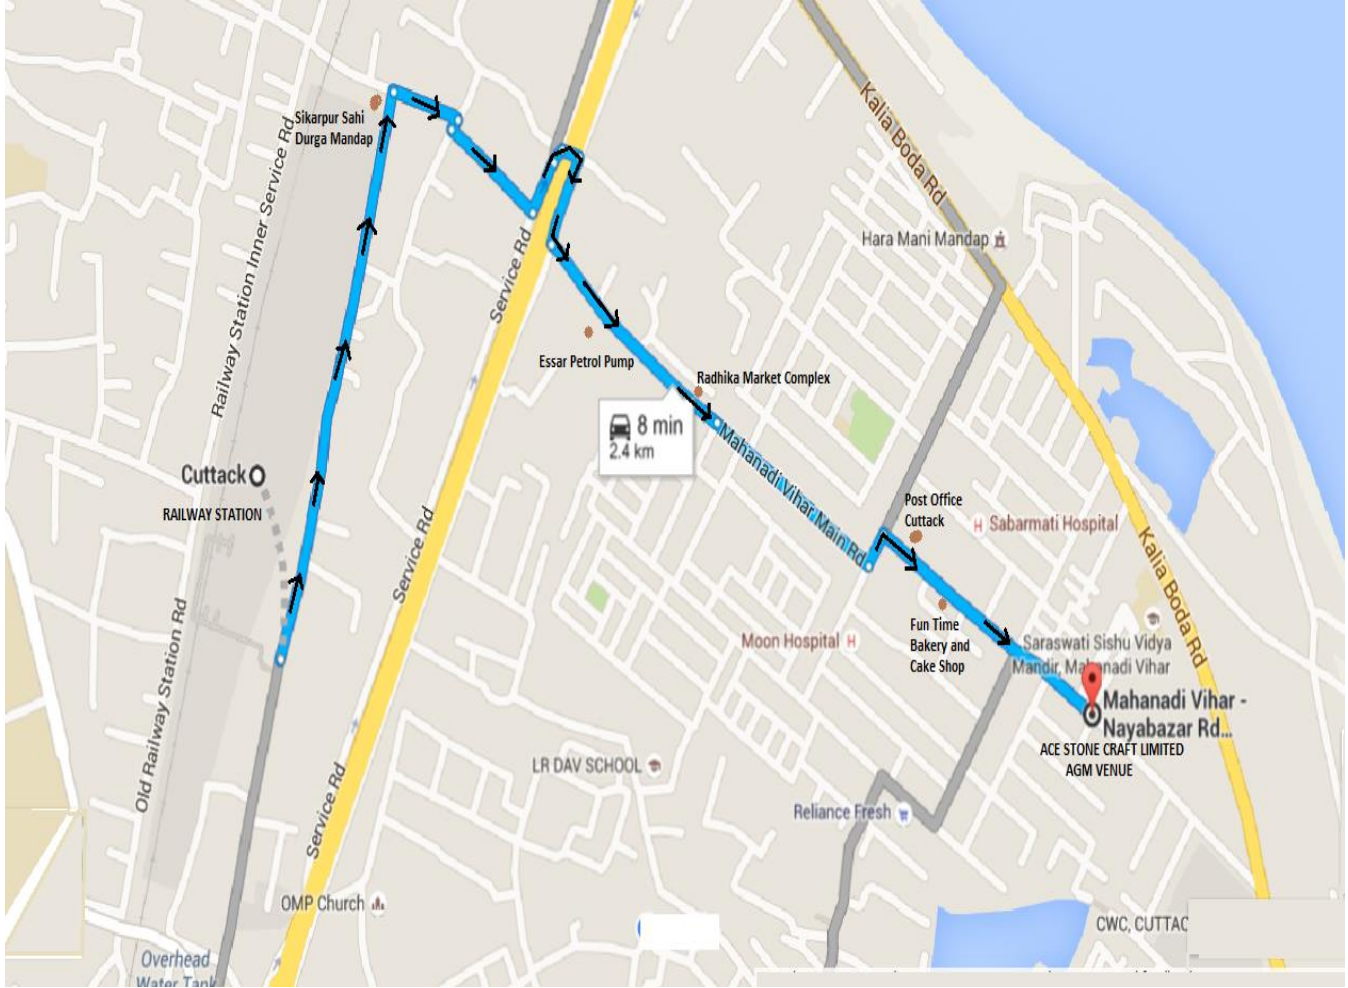 Kalia Boda Rd
Sikarpur Sahi
Durga Mandap
Railway Station Inner Service Rd
Service Rd
Hara Mani Mandap
Essar Petrol Pump
Radhika Market Complex
8 min
2.4 km
Mahanadi Vihar Main Rd
Cuttack
RAILWAY STATION
Post Office
Cuttack
Sabarmati Hospital
Kalia Boda Rd
Service Rd
Fun Time
Bakery and
Cake Shop
Moon Hospital
Saraswati Sishu Vidya
Mandir, Mahanadi Vihar
Old Railway Station Rd
Mahanadi Vihar -
Nayabazar Rd...
ACE STONE CRAFT LIMITED
AGM VENUE
LR DAV SCHOOL
Service Rd
Reliance Fresh
OMP Church
CWC, CUTTAC
Overhead
Water Tank